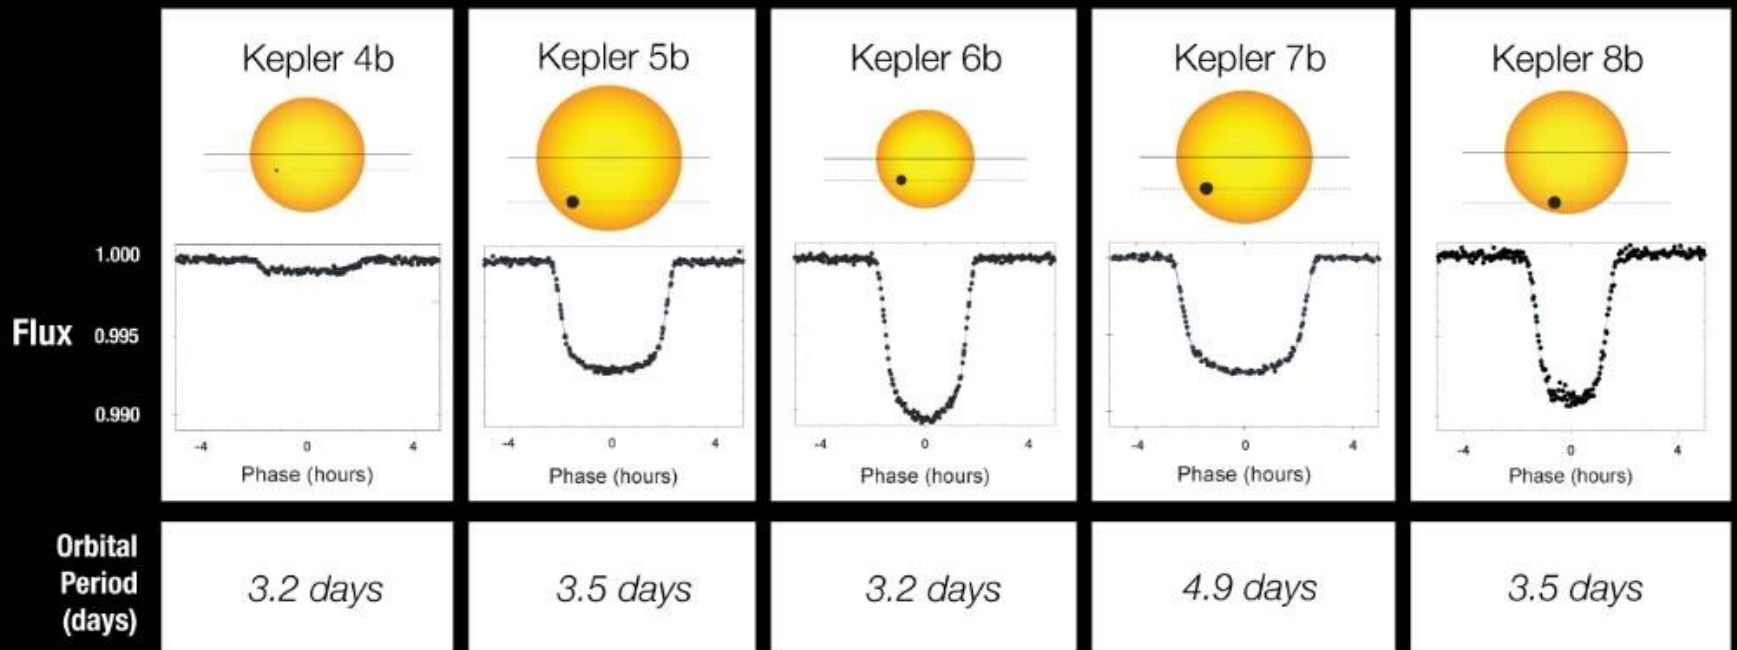 Kepler 4b
Kepler 5b
Kepler 6b
Kepler 7b
Kepler 8b
Flux
1.000
0.995
0.990
-4 0 4
Phase (hours)
-4 0 4
Phase (hours)
-4 0 4
Phase (hours)
-4 0 4
Phase (hours)
-4 0 4
Phase (hours)
Orbital
Period
(days)
3.2 days
3.5 days
3.2 days
4.9 days
3.5 days